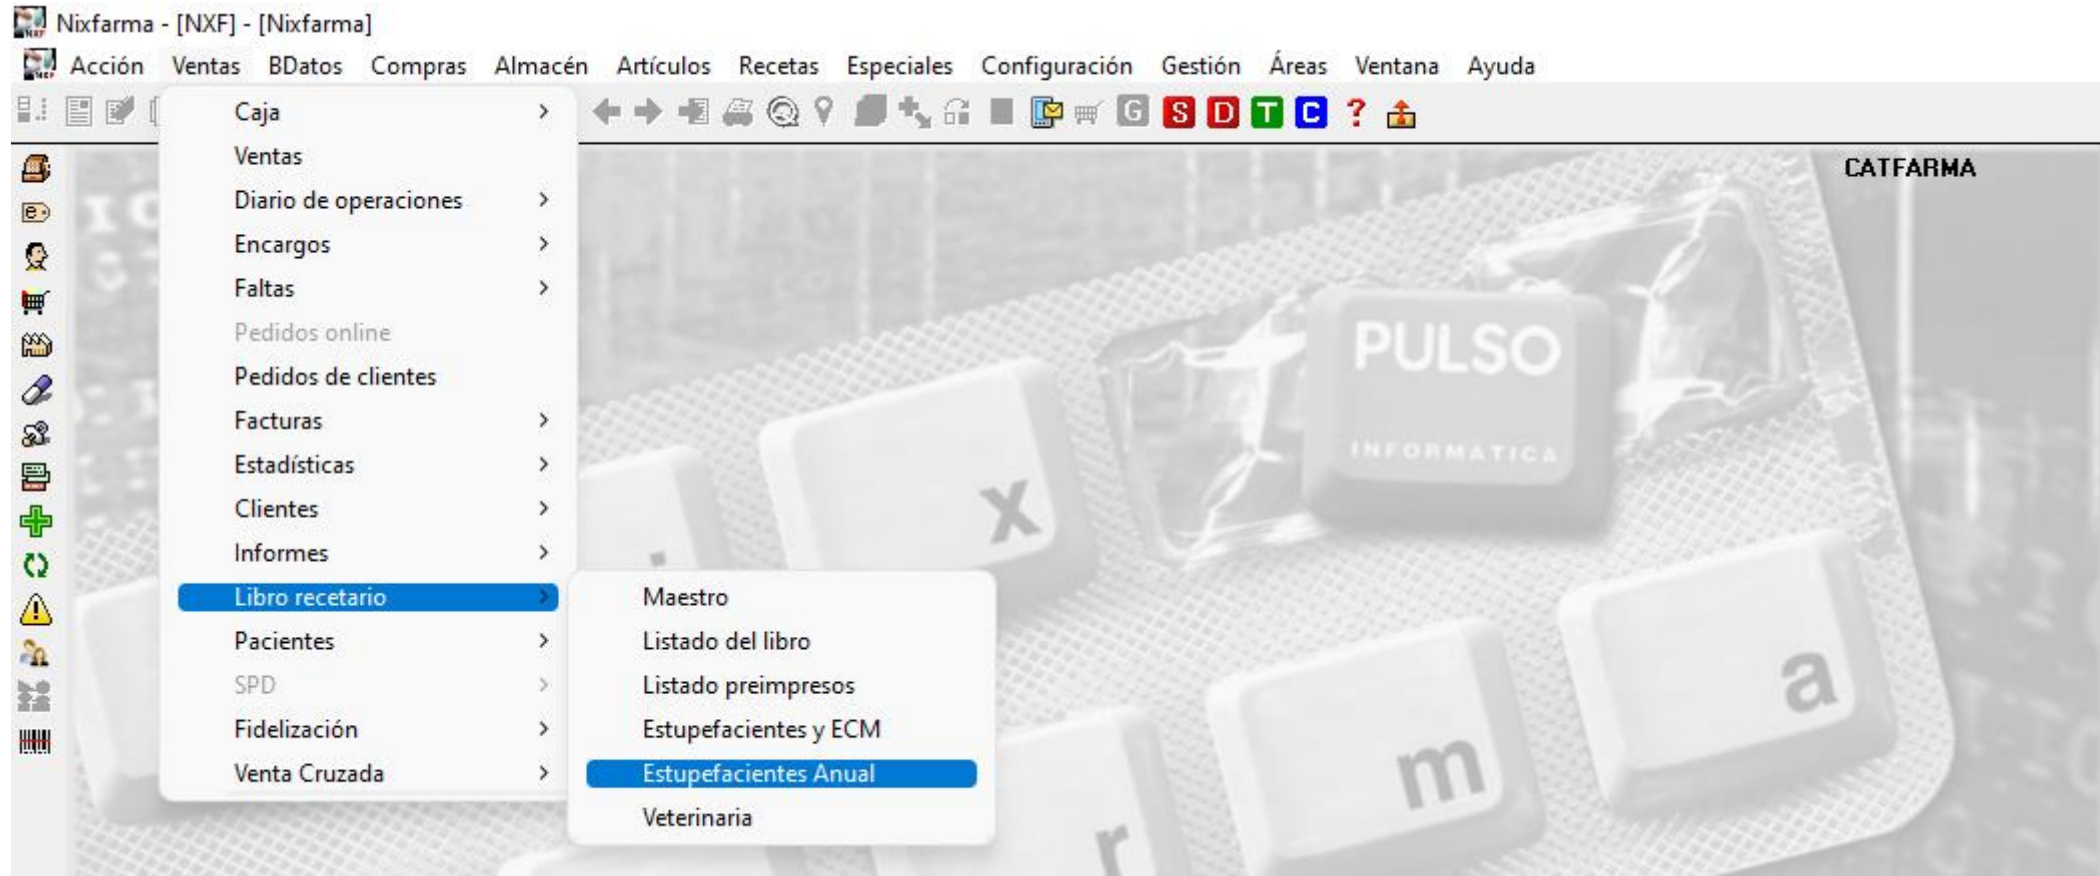 Nixfarma - [NXF] - [Nixfarma]
Acción Ventas BDatos Compras Almacén Artículos Recetas Especiales Configuración Gestión Áreas Ventana Ayuda
G S D T C ?
CATFARMA
Caja
Ventas
Diario de operaciones
Encargos
Faltas
Pedidos online
Pedidos de clientes
Facturas
Estadísticas
Clientes
Informes
Libro recetario
Pacientes
SPD
Fidelización
Venta Cruzada
Maestro
Listado del libro
Listado preimpresos
Estupefacientes y ECM
Estupefacientes Anual
Veterinaria
PULSO
INFORMATICA
x
a
m
r